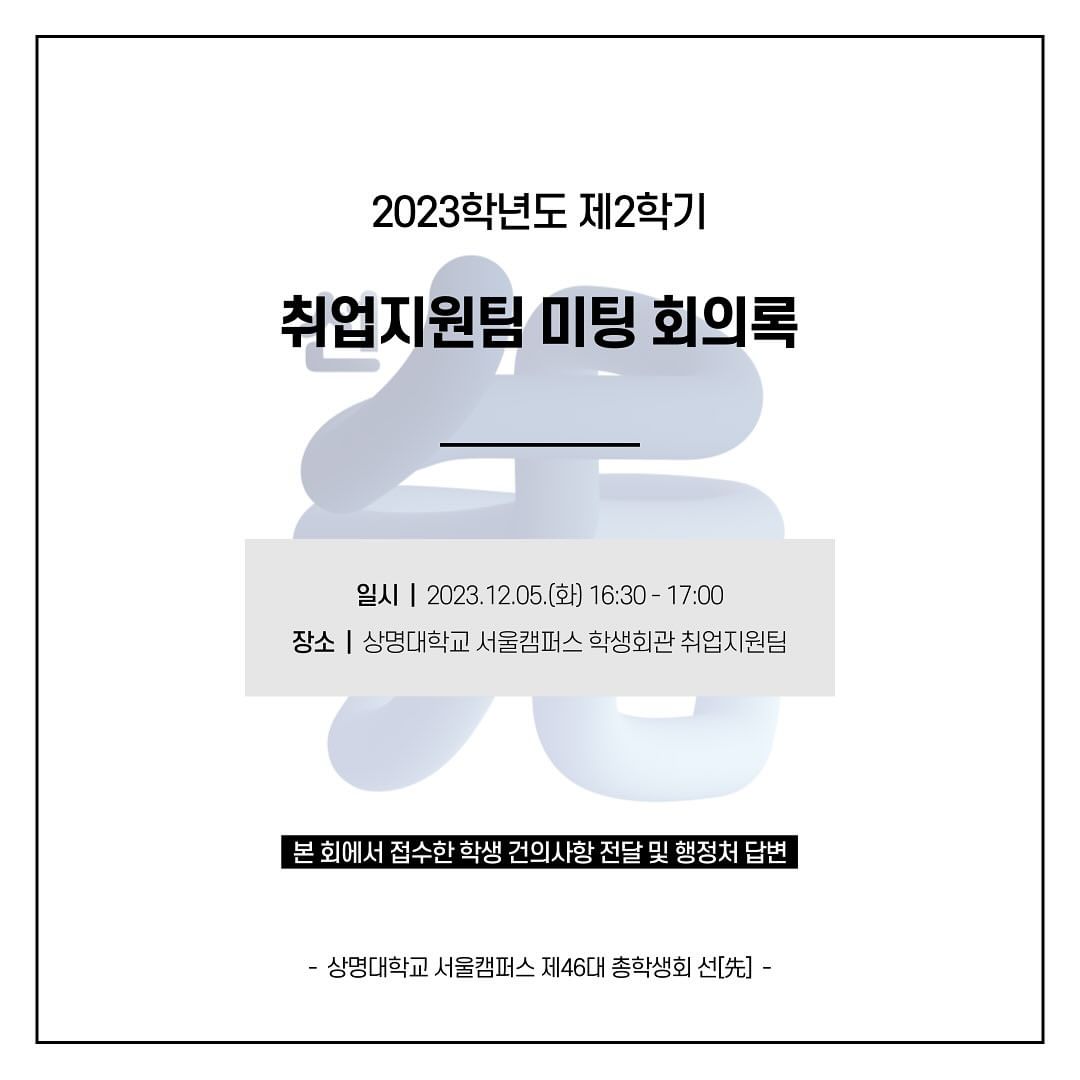 2023학년도 제2학기
취업지원팀 미팅 회의록
선
先
일시 | 2023.12.05.(화) 16:30 - 17:00
장소 | 상명대학교 서울캠퍼스 학생회관 취업지원팀
본 회에서 접수한 학생 건의사항 전달 및 행정처 답변
- 상명대학교 서울캠퍼스 제46대 총학생회 선[先] -